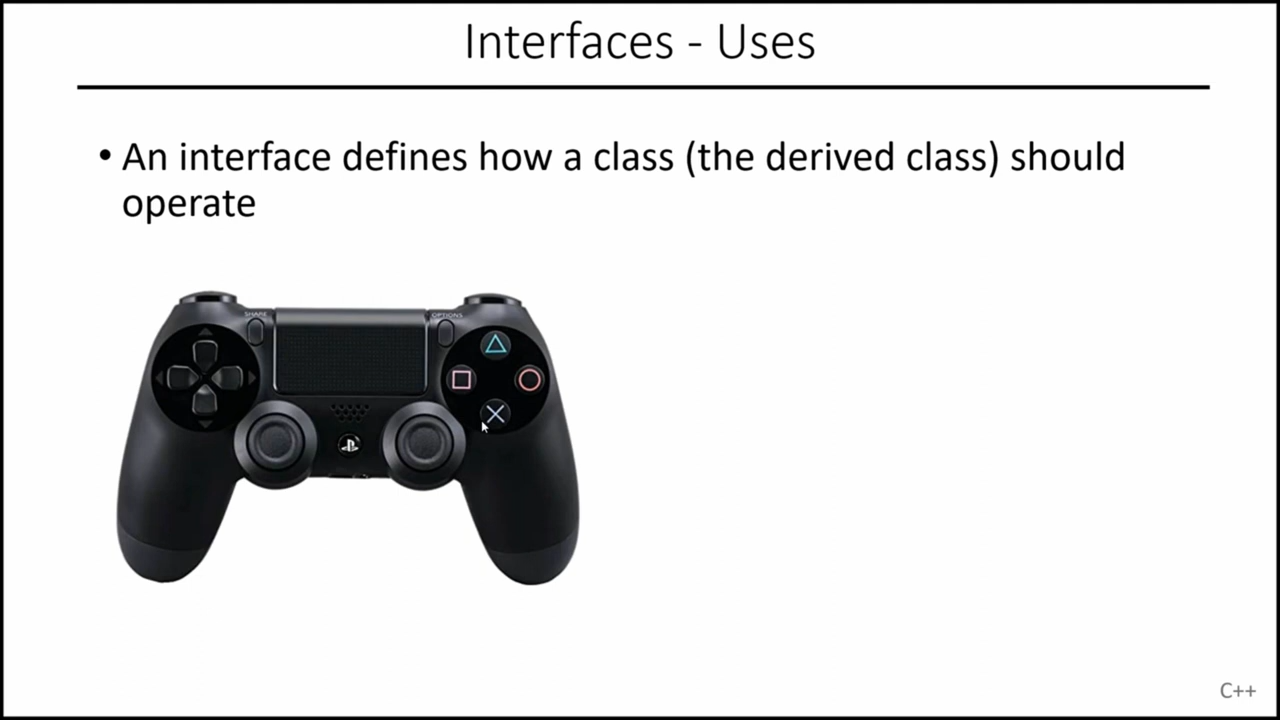 Interfaces - Uses
• An interface defines how a class (the derived class) should
operate
SHARE
OPTIONS
C++